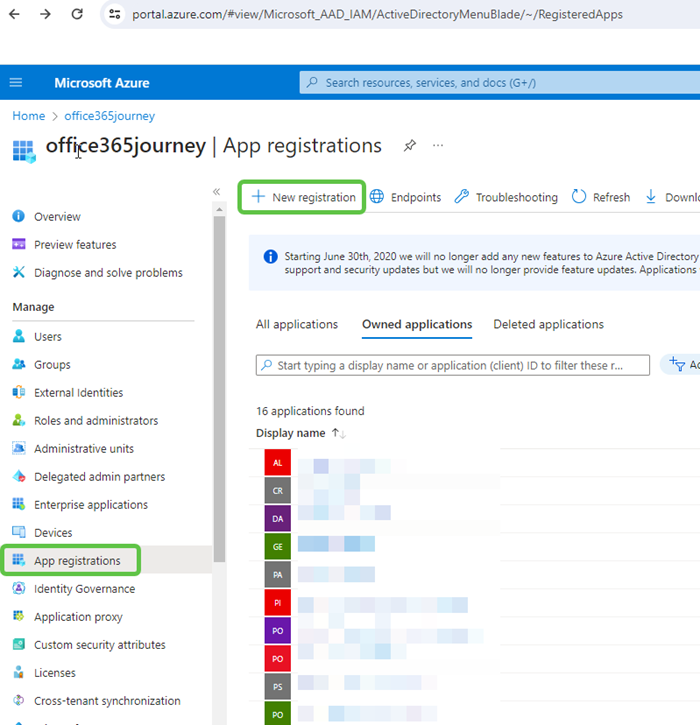 portal.azure.com/#view/Microsoft_AAD_IAM/ActiveDirectoryMenuBlade/~/RegisteredApps
Microsoft Azure
Search resources, services, and docs (G+/)
Home > office365journey
office365journey | App registrations
Overview
Preview features
Diagnose and solve problems
Manage
Users
Groups
External Identities
Roles and administrators
Administrative units
Delegated admin partners
Enterprise applications
Devices
App registrations
Identity Governance
Application proxy
Custom security attributes
Licenses
Cross-tenant synchronization
+ New registration
Endpoints
Troubleshooting
Refresh
Downlo
Starting June 30th, 2020 we will no longer add any new features to Azure Active Directory
support and security updates but we will no longer provide feature updates. Applications
All applications
Owned applications
Deleted applications
Start typing a display name or application (client) ID to filter these r...
Ac
16 applications found
Display name
AL
CR
DA
GE
PA
PI
PO
PO
PS
PO